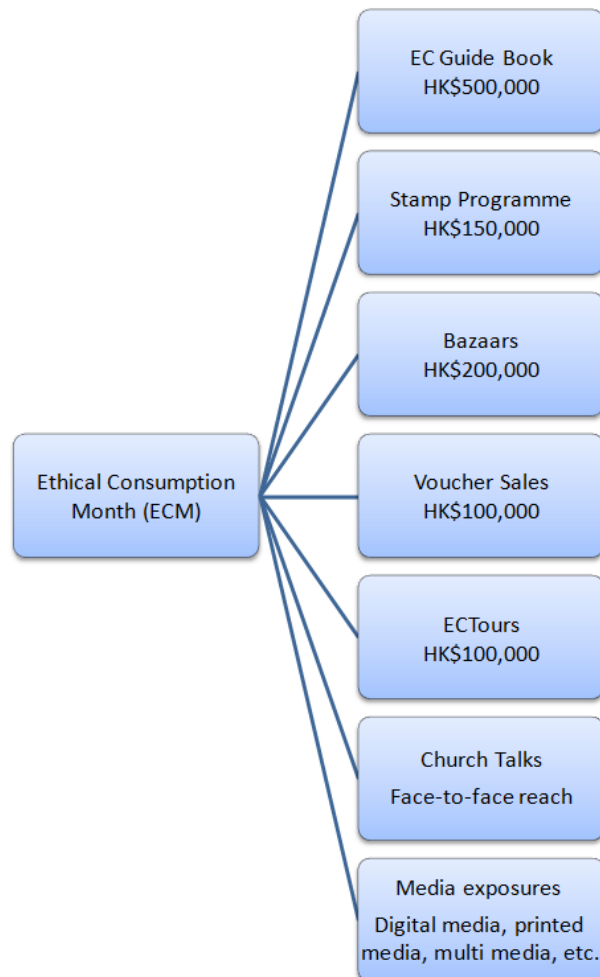 EC Guide Book
HK$500,000
Stamp Programme
HK$150,000
Bazaars
HK$200,000
Ethical Consumption
Month (ECM)
Voucher Sales
HK$100,000
ECTours
HK$100,000
Church Talks
Face-to-face reach
Media exposures
Digital media, printed
media, multi media, etc.